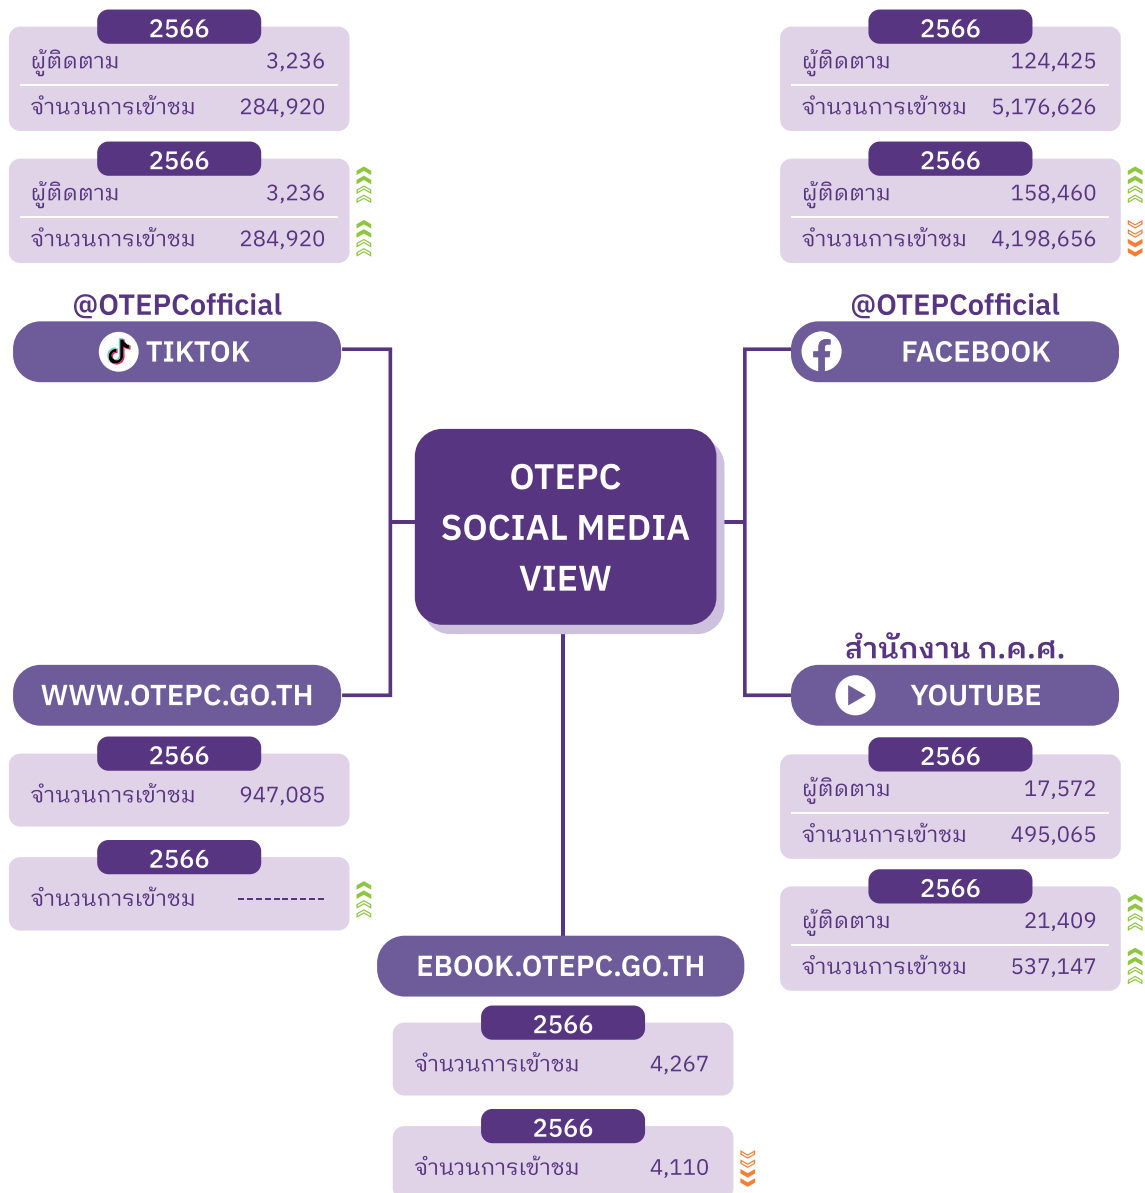 2566
ผู้ติดตาม 3,236
จำนวนการเข้าชม 284,920
2566
ผู้ติดตาม 3,236
จำนวนการเข้าชม 284,920
@OTEPCofficial
TIKTOK
2566
ผู้ติดตาม 124,425
จำนวนการเข้าชม 5,176,626
2566
ผู้ติดตาม 158,460
จำนวนการเข้าชม 4,198,656
@OTEPCofficial
FACEBOOK
OTEPC
SOCIAL MEDIA
VIEW
WWW.OTEPC.GO.TH
2566
จำนวนการเข้าชม 947,085
2566
จำนวนการเข้าชม ----------
สำนักงาน ก.ค.ศ.
YOUTUBE
2566
ผู้ติดตาม 17,572
จำนวนการเข้าชม 495,065
2566
ผู้ติดตาม 21,409
จำนวนการเข้าชม 537,147
EBOOK.OTEPC.GO.TH
2566
จำนวนการเข้าชม 4,267
2566
จำนวนการเข้าชม 4,110